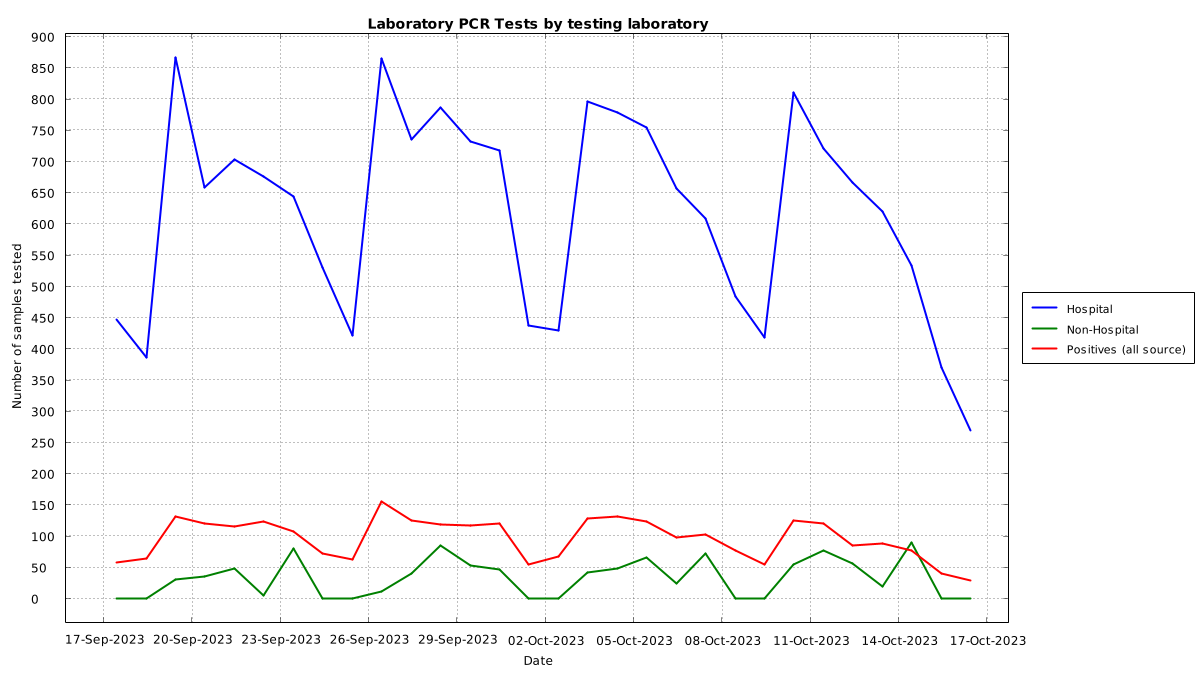 Laboratory PCR Tests by testing laboratory
900
850
800
750
700
650
600
550
500
450
400
350
300
250
200
150
100
50
0
Number of samples tested
17-Sep-2023 20-Sep-2023 23-Sep-2023 26-Sep-2023 29-Sep-2023 02-Oct-2023 05-Oct-2023 08-Oct-2023 11-Oct-2023 14-Oct-2023 17-Oct-2023
Date
Hospital
Non-Hospital
Positives (all source)